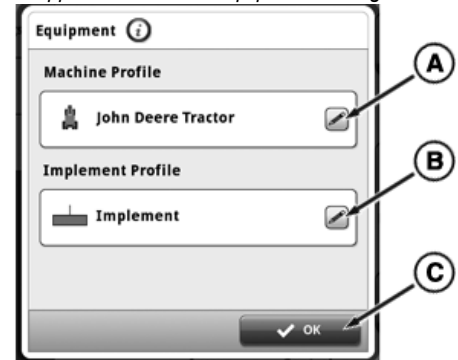 Equipment i
Machine Profile
A
John Deere Tractor
Implement Profile
B
Implement
C
OK